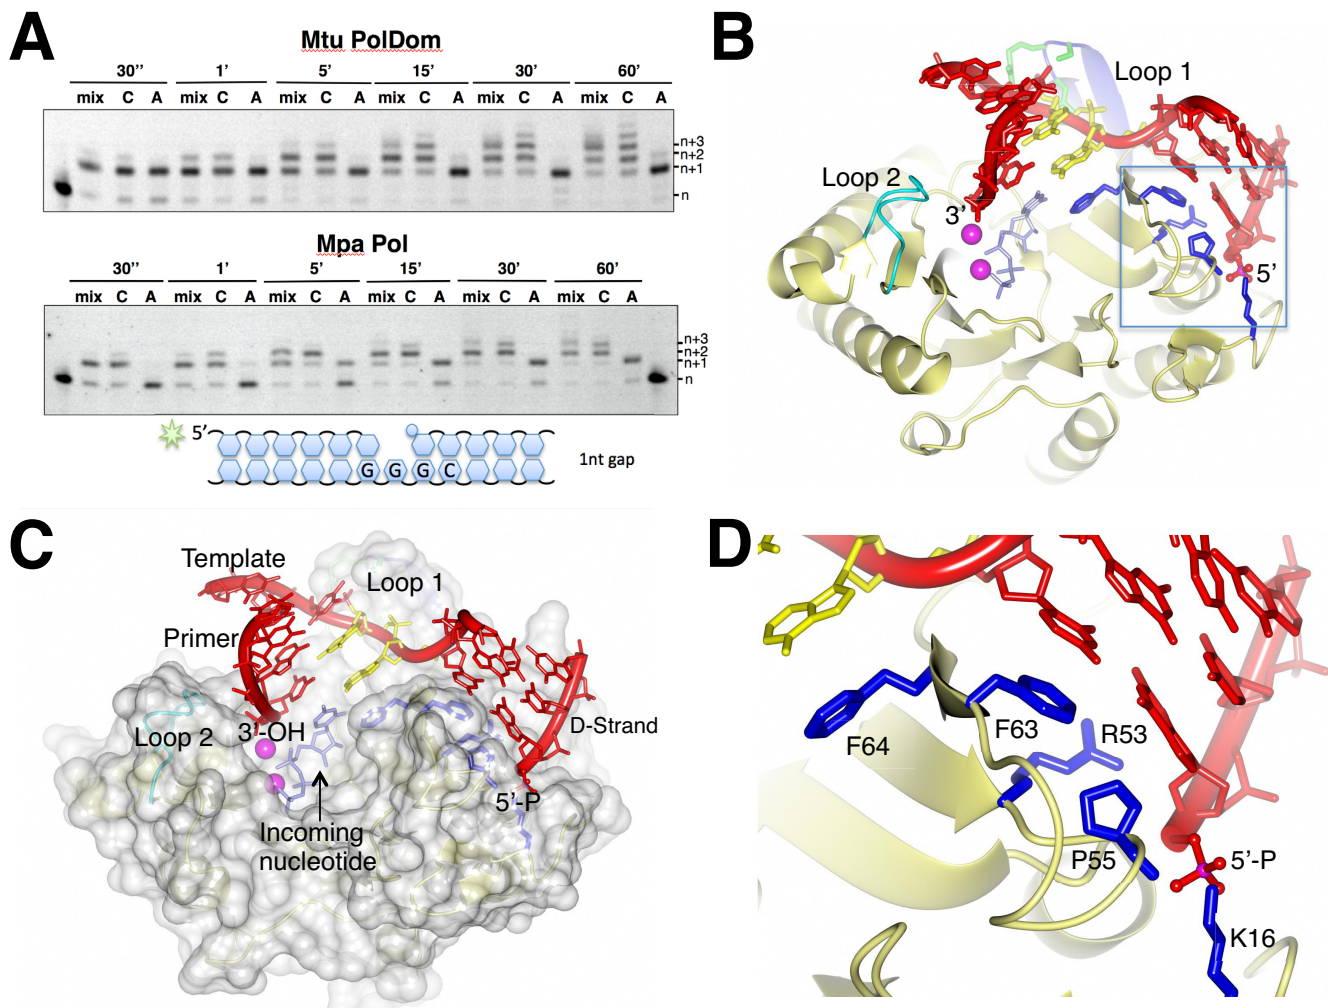 A
Mtu PolDom
30'' 1' 5' 15' 30' 60'
mix C A mix C A mix C A mix C A mix C A mix C A
n+3
n+2
n+1
n
Mpa Pol
30'' 1' 5' 15' 30' 60'
mix C A mix C A mix C A mix C A mix C A mix C A
n+3
n+2
n+1
n
5'
G G G C
1nt gap
B
Loop 1
Loop 2
3'
5'
C
Template
Loop 1
Primer
D-Strand
Loop 2
3'-OH
5'-P
Incoming
nucleotide
D
F63
R53
F64
P55
5'-P
K16